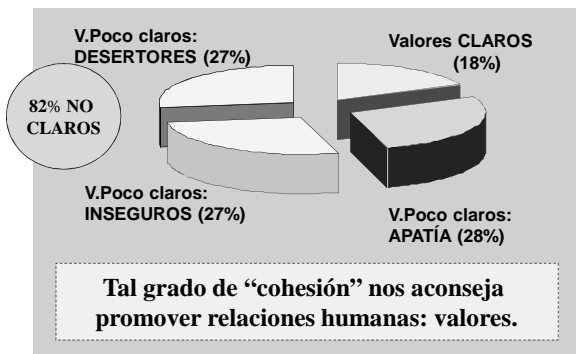 V.Poco claros:
DESERTORES (27%)
Valores CLAROS
(18%)
82% NO
CLAROS
V.Poco claros:
INSEGUROS (27%)
V.Poco claros:
APATÍA (28%)
Tal grado de “cohesión” nos aconseja
promover relaciones humanas: valores.